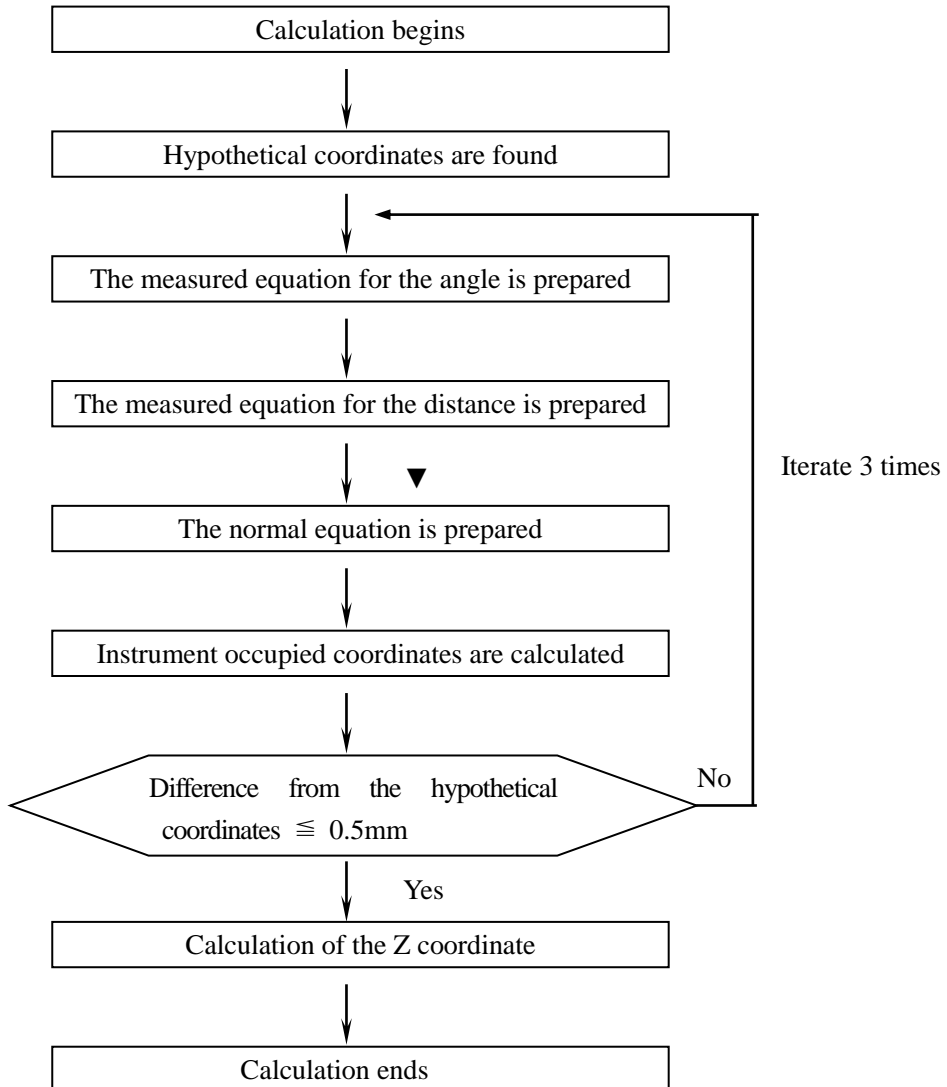 Calculation begins
Hypothetical coordinates are found
The measured equation for the angle is prepared
The measured equation for the distance is prepared
Iterate 3 times
The normal equation is prepared
Instrument occupied coordinates are calculated
Difference from the hypothetical
coordinates ≦ 0.5mm
No
Yes
Calculation of the Z coordinate
Calculation ends